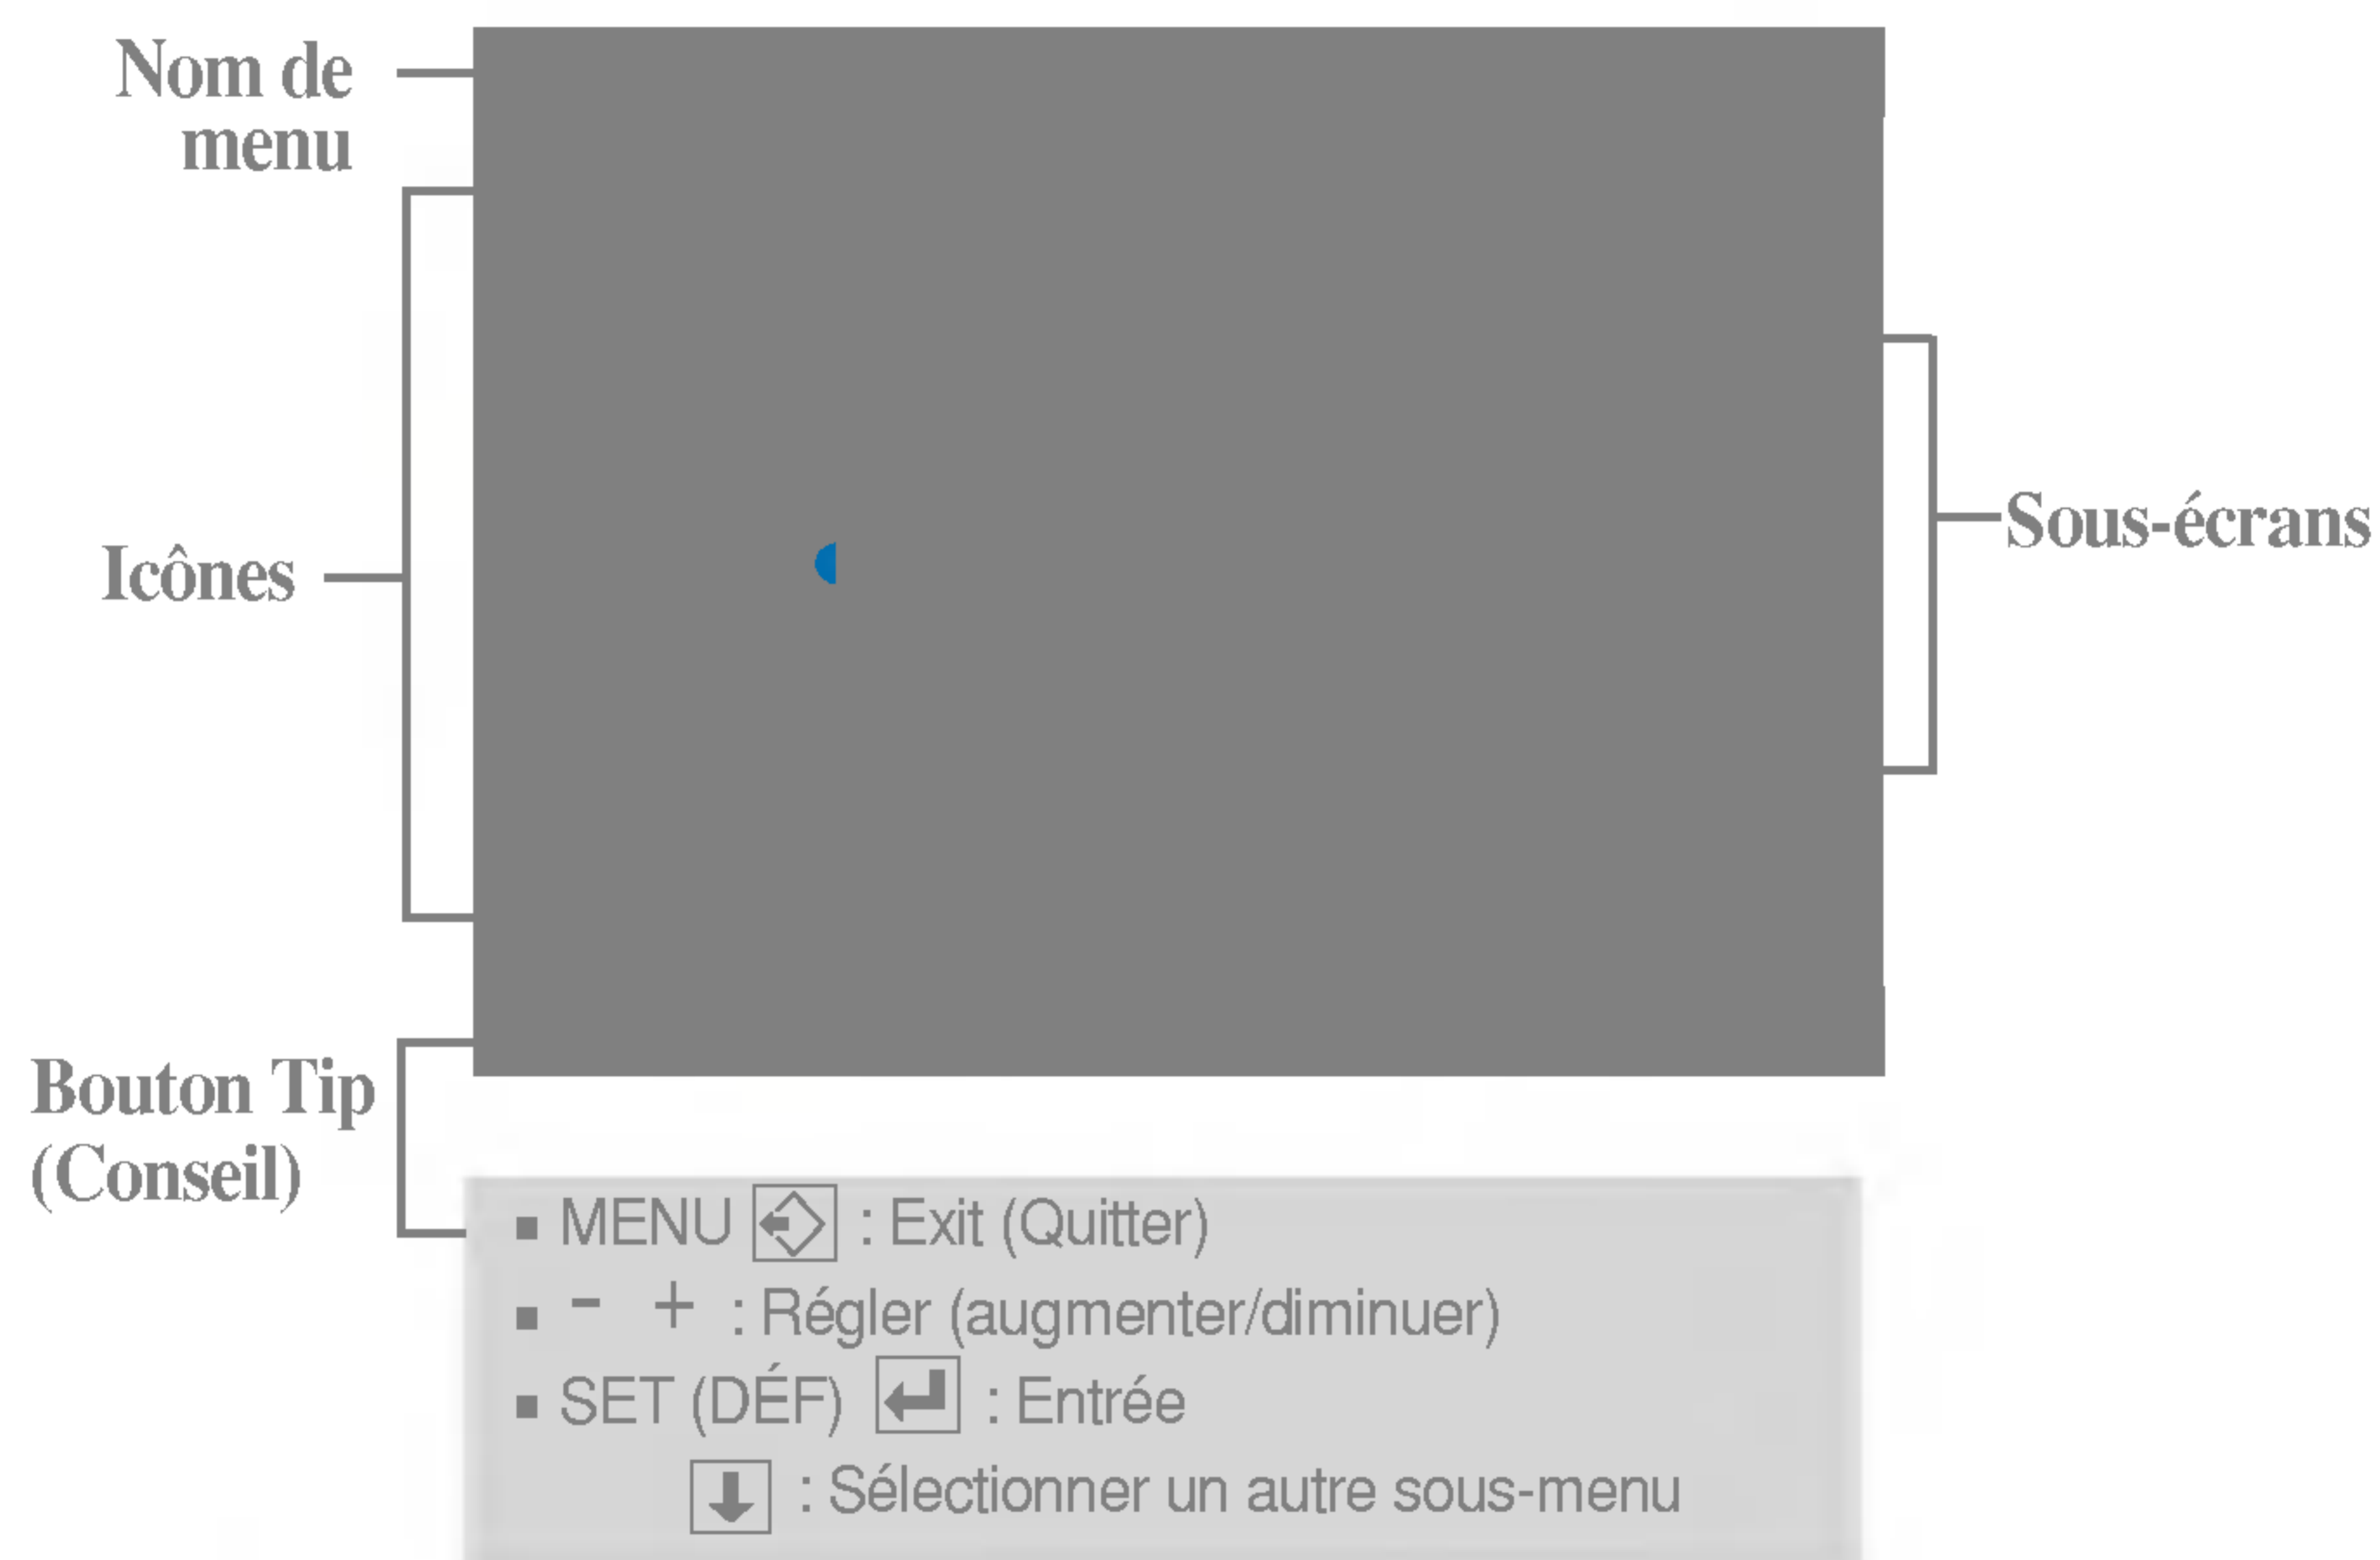 Nom de
menu
Icônes
Sous-écrans
Bouton Tip
(Conseil)
■ MENU : Exit (Quitter)
■ - + : Régler (augmenter/diminuer)
■ SET (DÉF) : Entrée
: Sélectionner un autre sous-menu